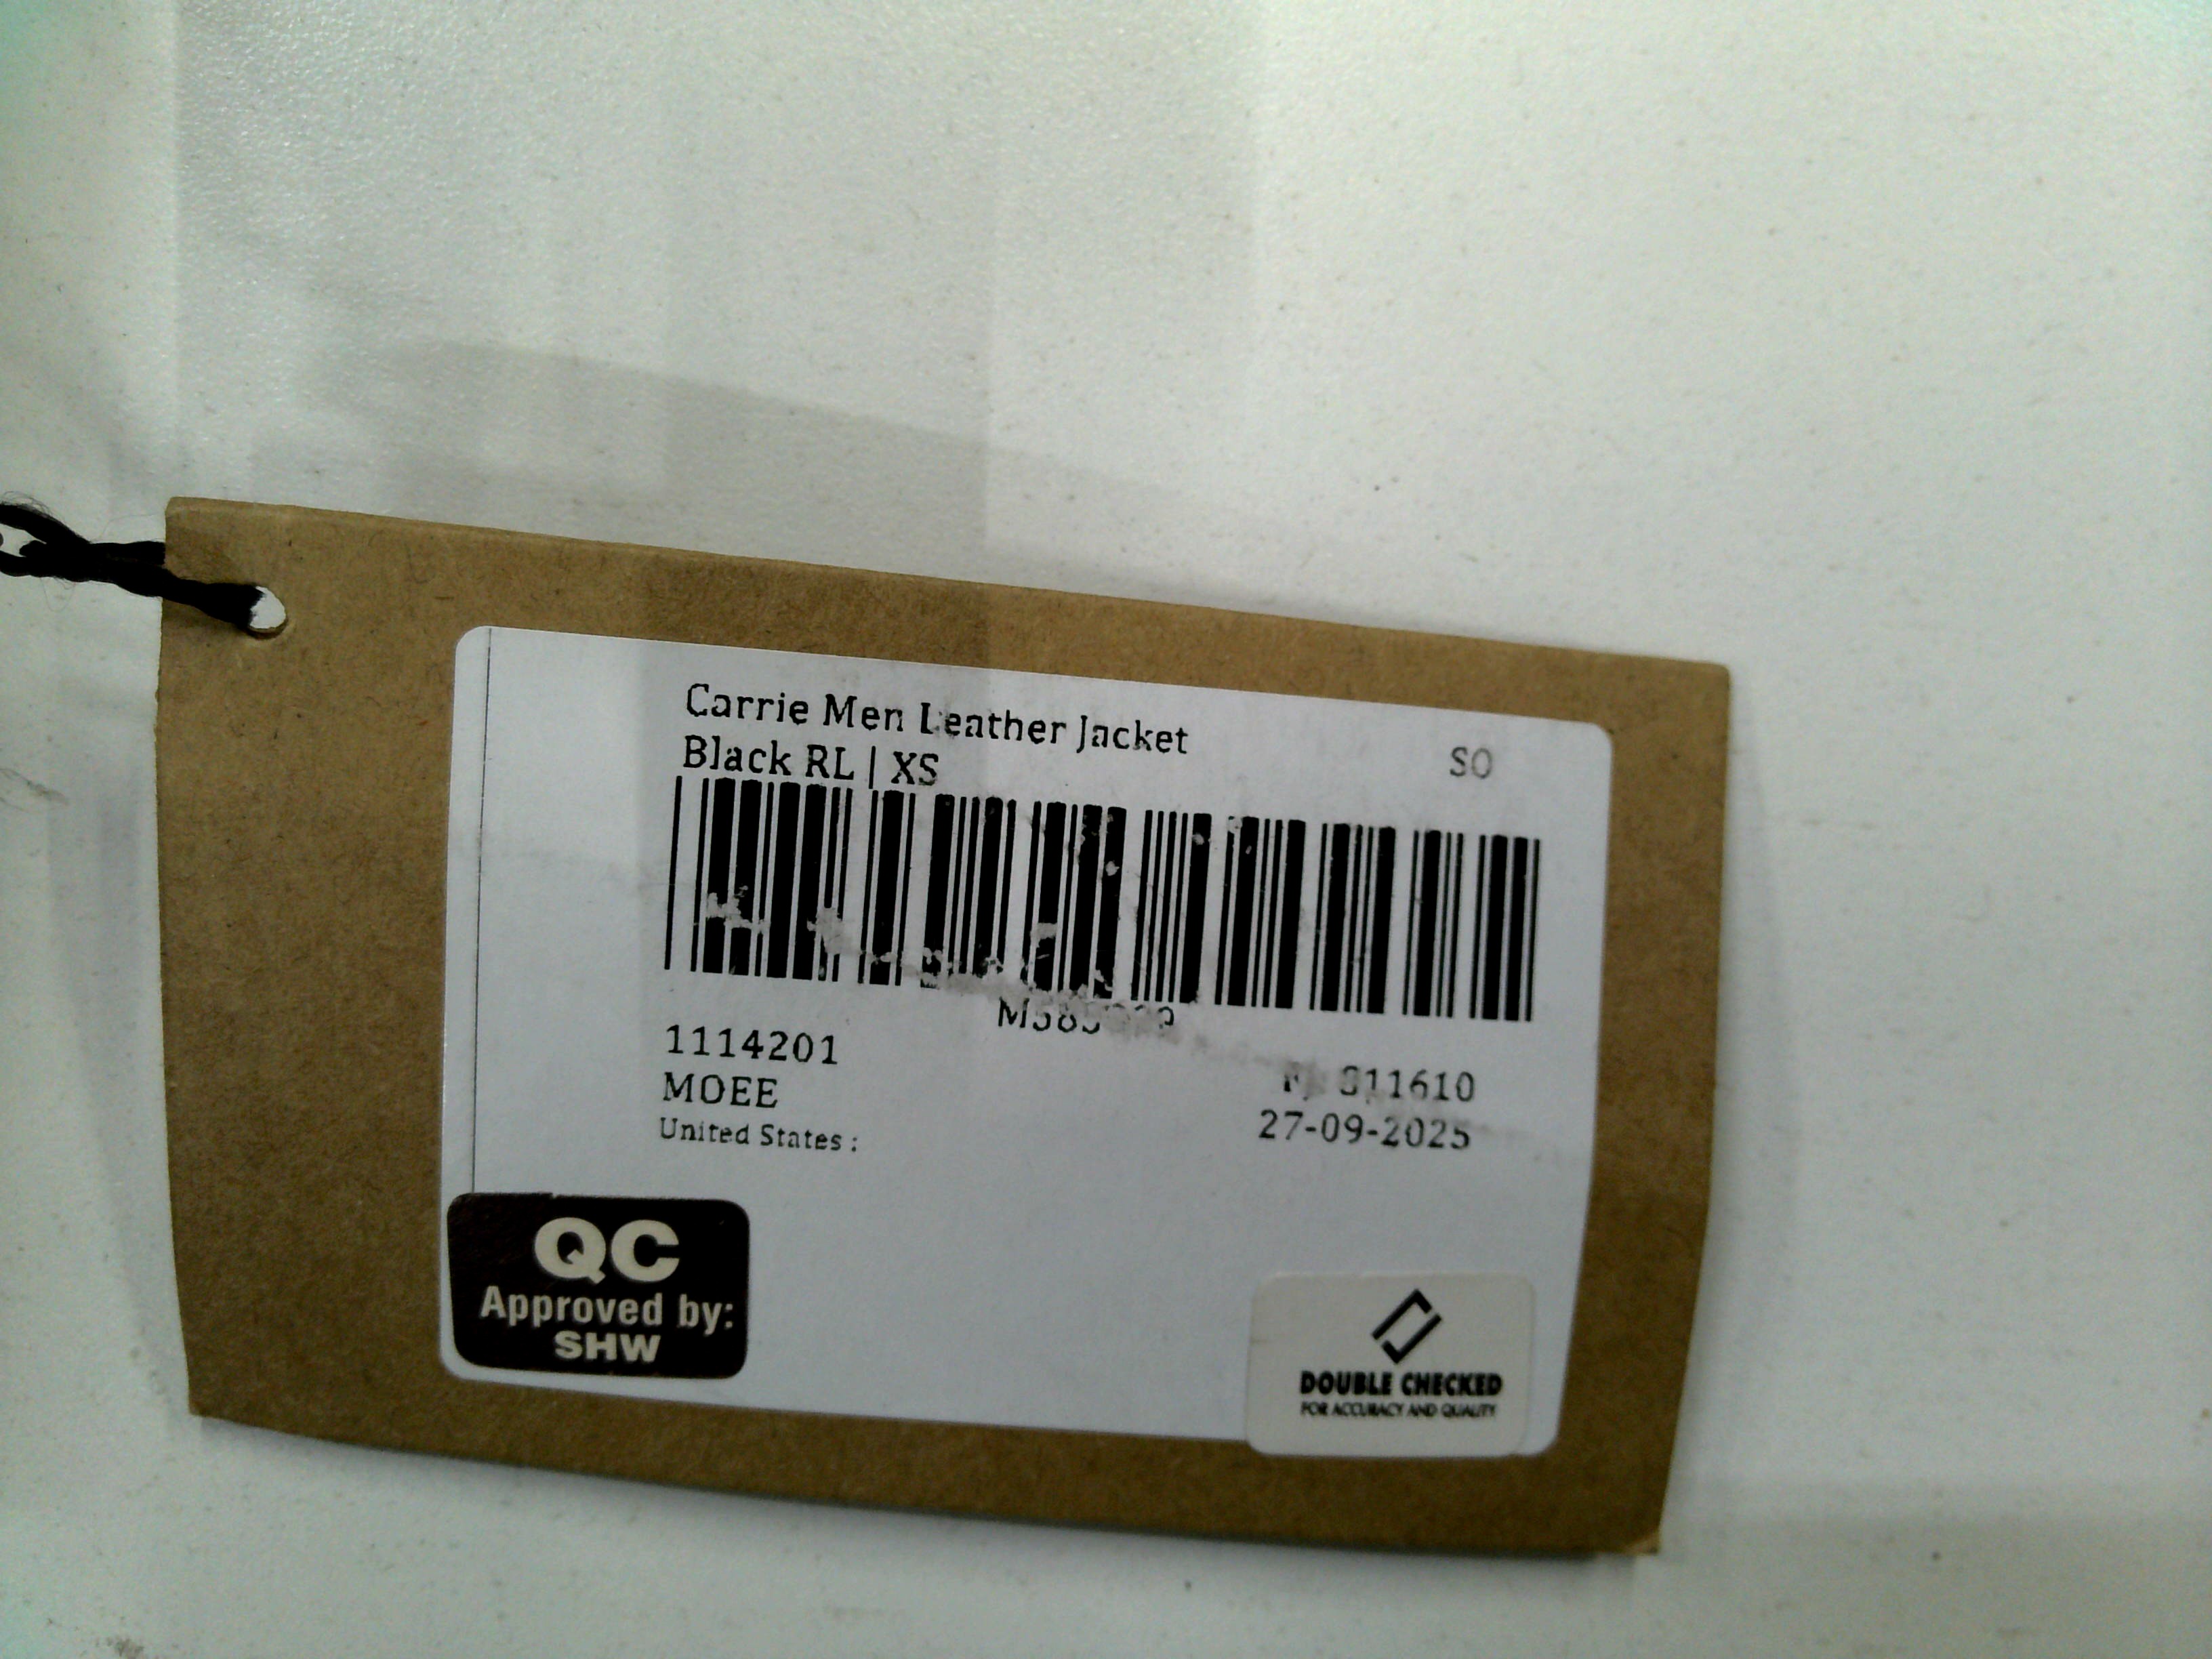 Carrie Men Leather Jacket
Black RL | XS
SO
1114201
MOEE
27-09-2025
United States :
QC
Approved by:
SHW
DOUBLE CHECKED
FOR ACCURACY AND QUALITY